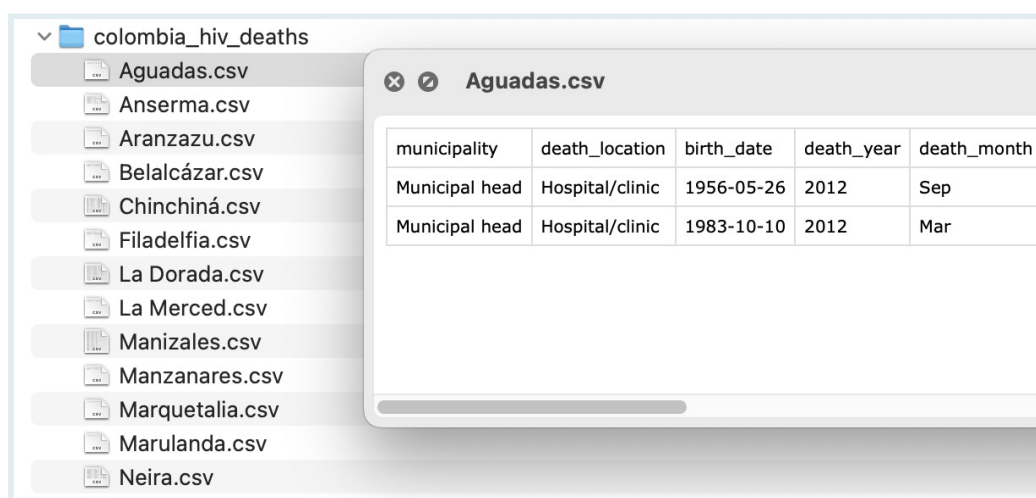 colombia_hiv_deaths
Aguadas.csv
Anserma.csv
Aranzazu.csv
Belalcázar.csv
Chinchiná.csv
Filadelfia.csv
La Dorada.csv
La Merced.csv
Manizales.csv
Manzanares.csv
Marquetalia.csv
Marulanda.csv
Neira.csv
Aguadas.csv
municipality death_location birth_date death_year death_month
Municipal head Hospital/clinic 1956-05-26 2012 Sep
Municipal head Hospital/clinic 1983-10-10 2012 Mar